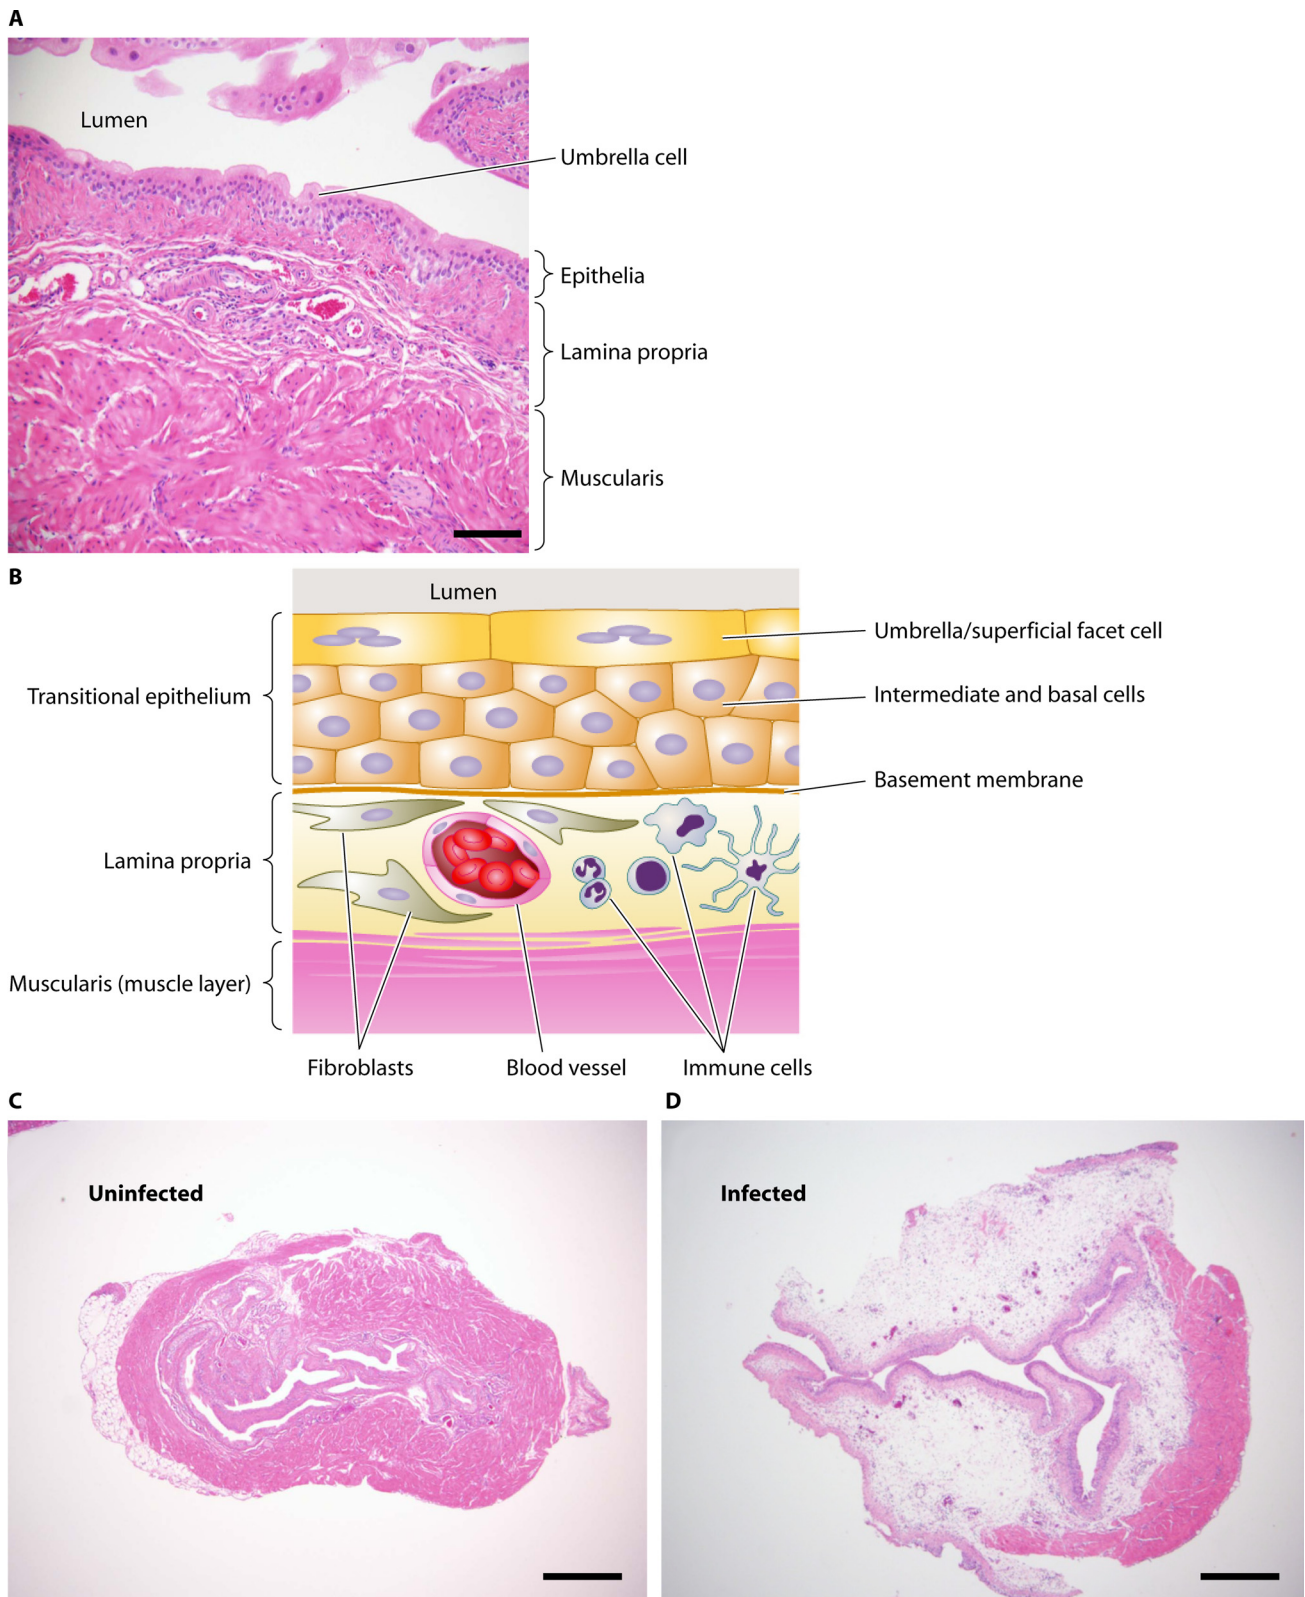 A
Lumen
Umbrella cell
Epithelia
Lamina propria
Muscularis
B
Lumen
Umbrella/superficial facet cell
Transitional epithelium
Intermediate and basal cells
Basement membrane
Lamina propria
Muscularis (muscle layer)
Fibroblasts
Blood vessel
Immune cells
C
D
Uninfected
Infected